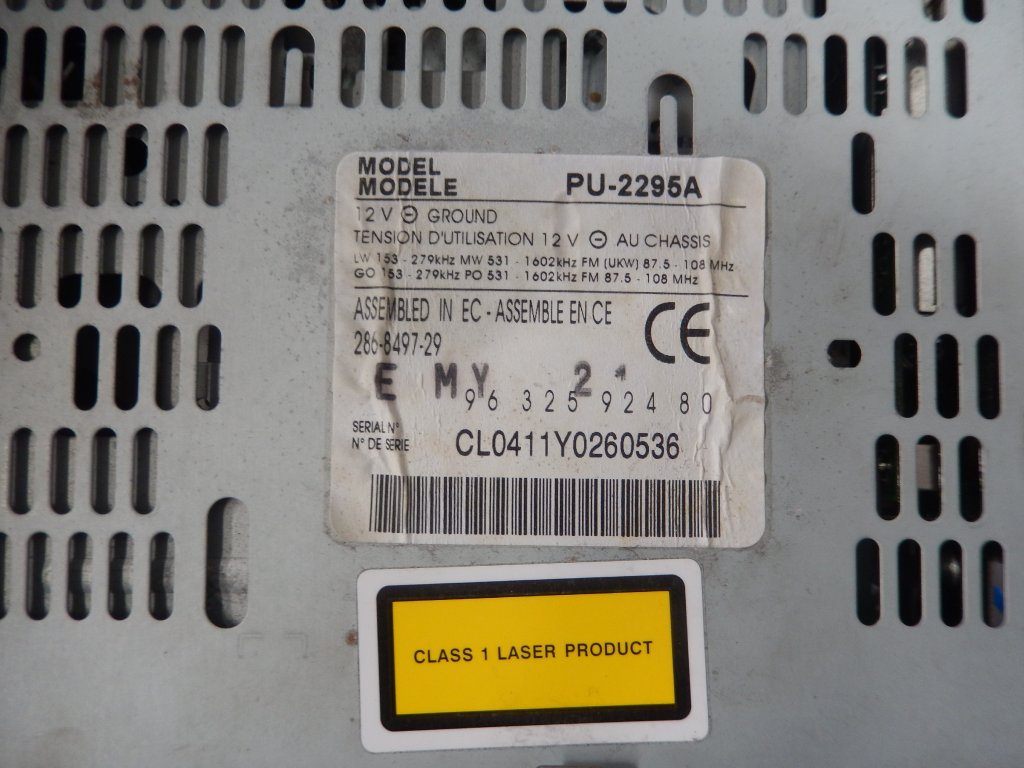 MODEL
MODELE PU-2295A
12 V ⊖ GROUND
TENSION D'UTILISATION 12 V ⊖ AU CHASSIS
LW 153 - 279kHz MW 531 - 1602kHz FM (UKW) 87.5 - 108 MHz
GO 153 - 279kHz PO 531 - 1602kHz FM 87.5 - 108 MHz
ASSEMBLED IN EC - ASSEMBLE EN CE
CE
286-8497-29
E MY 2
96 325 924 80
SERIAL N°
N° DE SERIE CL0411Y0260536
CLASS 1 LASER PRODUCT